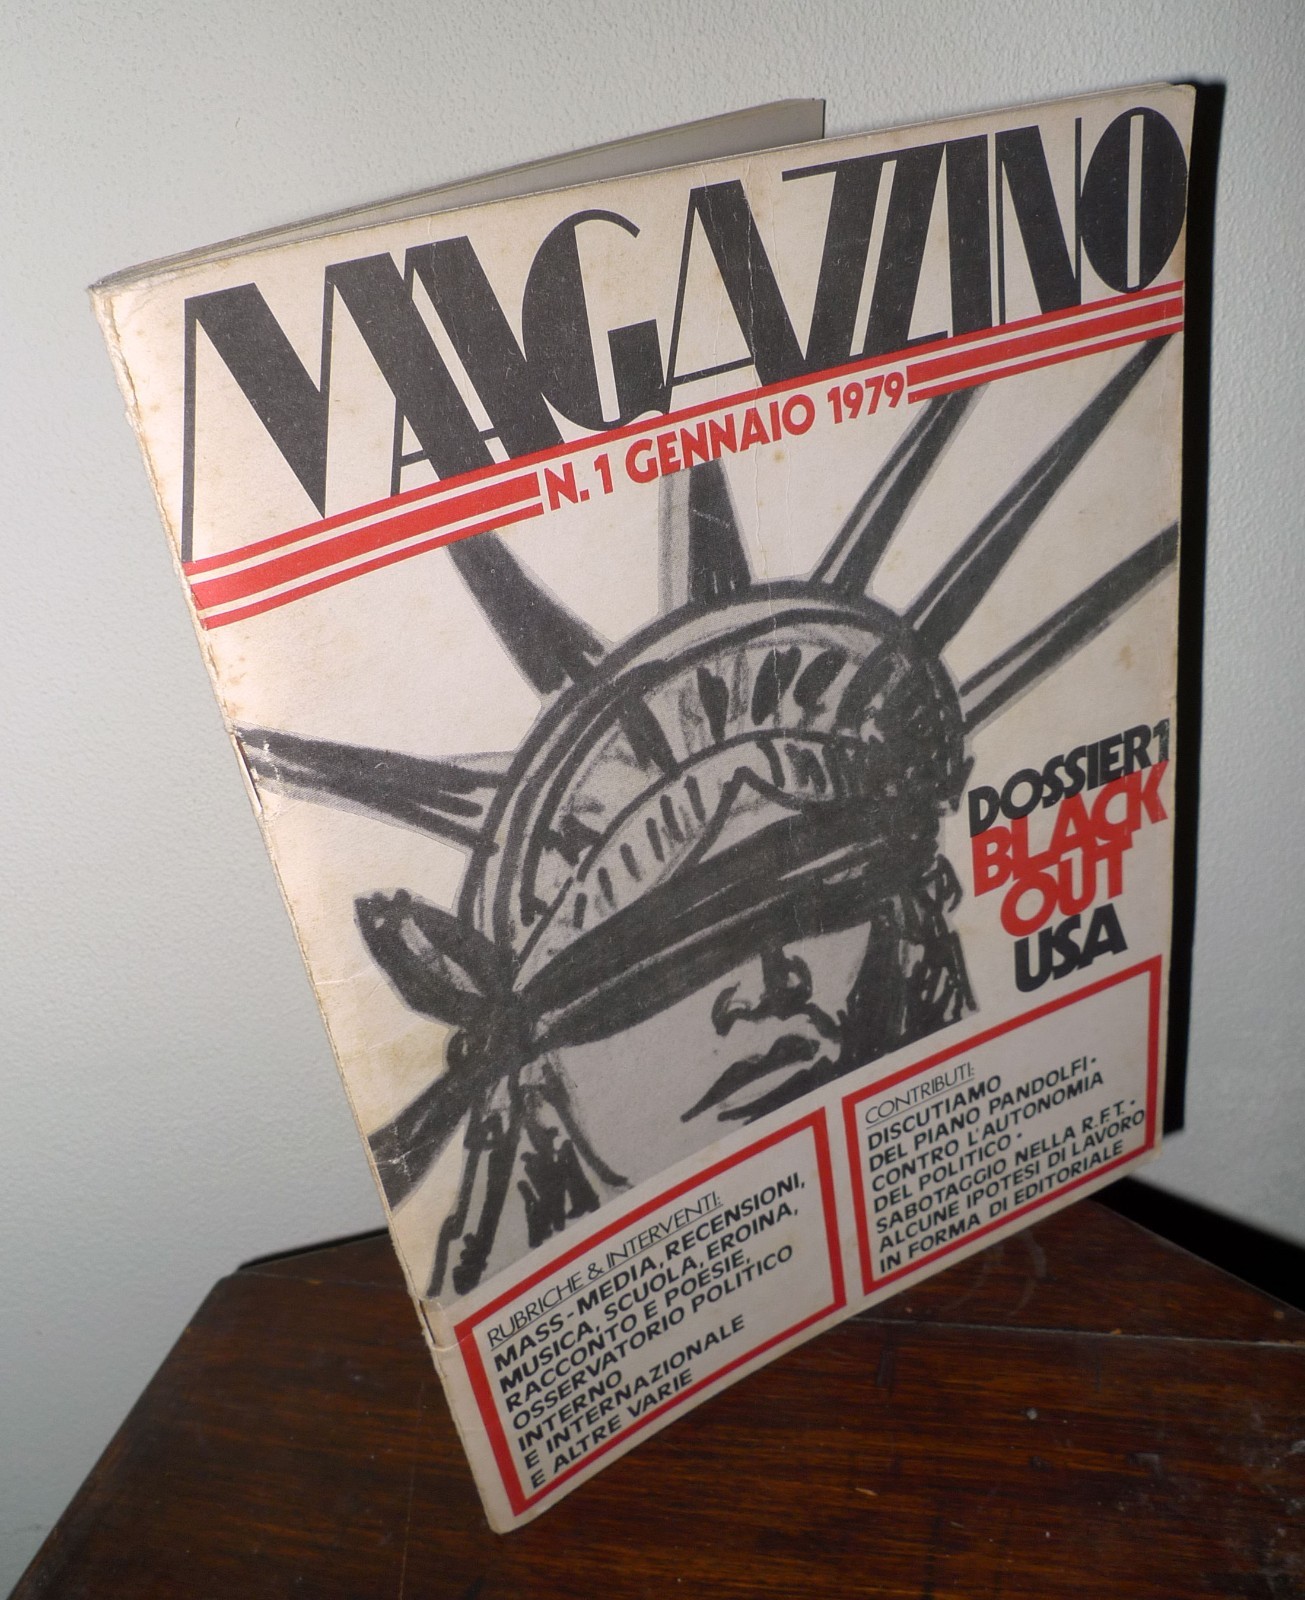 MAGAZZINO
N. 1 GENNAIO 1979
DOSSIER 1
BLACK
OUT
USA
CONTRIBUTI:
DISCUTIAMO
DEL PIANO PANDOLFI •
CONTRO L'AUTONOMIA
DEL POLITICO •
SABOTAGGIO NELLA R.F.T. •
ALCUNE IPOTESI DI LAVORO
IN FORMA DI EDITORIALE
RUBRICHE & INTERVENTI:
MASS-MEDIA, RECENSIONI,
MUSICA, SCUOLA, EROINA,
RACCONTO E POESIE,
OSSERVATORIO POLITICO
INTERNO
E INTERNAZIONALE
E ALTRE VARIE